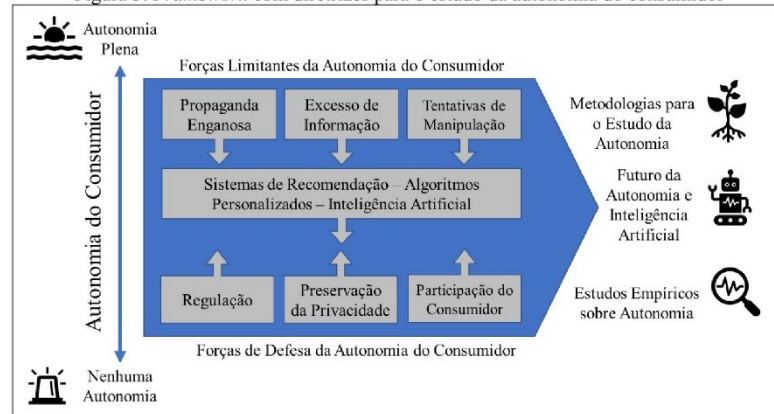 Autonomia
Plena
Autonomia do Consumidor
Nenhuma
Autonomia
Forças Limitantes da Autonomia do Consumidor
Propaganda
Enganosa
Excesso de
Informação
Tentativas de
Manipulação
Sistemas de Recomendação – Algoritmos
Personalizados – Inteligência Artificial
Regulação
Preservação
da Privacidade
Participação do
Consumidor
Forças de Defesa da Autonomia do Consumidor
Metodologias para
o Estudo da
Autonomia
Futuro da
Autonomia e
Inteligência
Artificial
Estudos Empíricos
sobre Autonomia